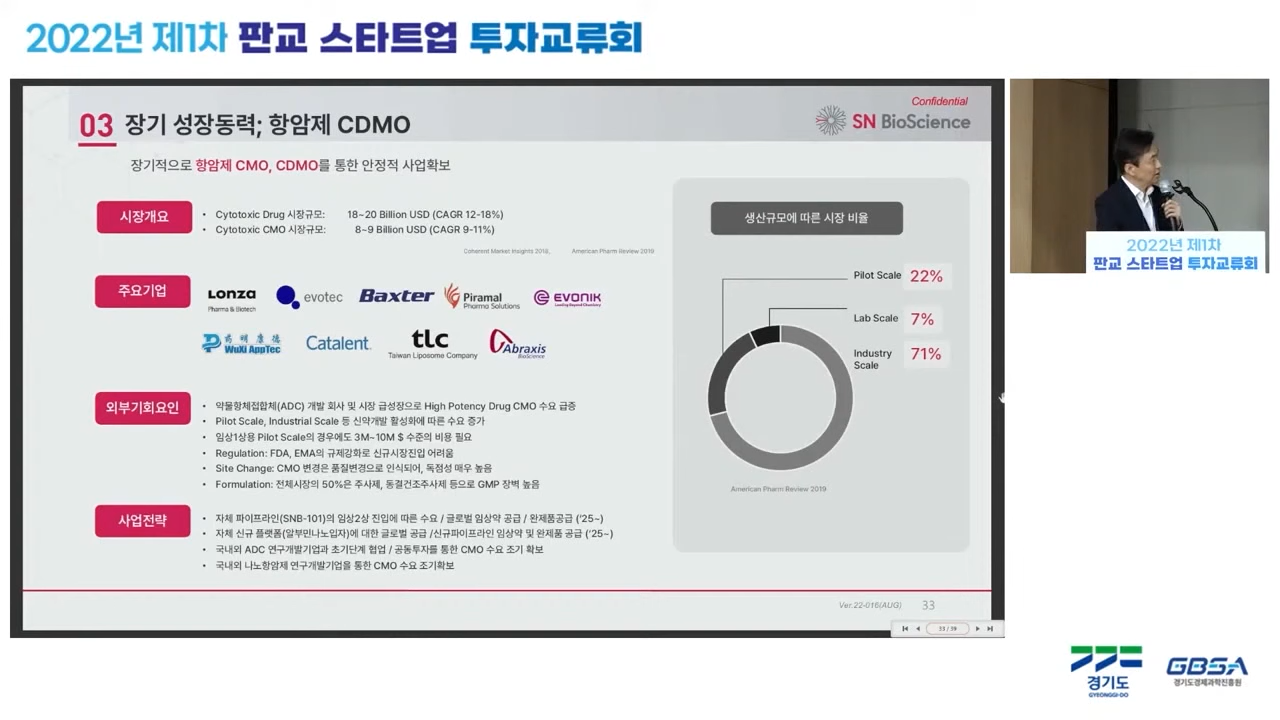 2022년 제1차 판교 스타트업 투자교류회
Confidential
03 장기 성장동력; 항암제 CDMO
SN BioScience
장기적으로 항암제 CMO, CDMO를 통한 안정적 사업확보
시장개요
• Cytotoxic Drug 시장규모: 18~20 Billion USD (CAGR 12-18%)
• Cytotoxic CMO 시장규모: 8~9 Billion USD (CAGR 9-11%)
Coherent Market Insights 2018, American Pharm Review 2019
주요기업
Lonza
Pharma & Biotech
evotec
Baxter
Piramal
Pharma Solutions
EVONIK
Leading Beyond Chemistry
药明康德
WuXi AppTec
Catalent
tlc
Taiwan Liposome Company
Abraxis
BioScience
외부기회요인
• 약물항체접합체(ADC) 개발 회사 및 시장 급성장으로 High Potency Drug CMO 수요 급증
• Pilot Scale, Industrial Scale 등 신약개발 활성화에 따른 수요 증가
• 임상1상용 Pilot Scale의 경우에도 3M~10M $ 수준의 비용 필요
• Regulation: FDA, EMA의 규제강화로 신규시장진입 어려움
• Site Change: CMO 변경은 품질변경으로 인식되어, 독점성 매우 높음
• Formulation: 전체시장의 50%은 주사제, 동결건조주사제 등으로 GMP 장벽 높음
사업전략
• 자체 파이프라인(SNB-101)의 임상2상 진입에 따른 수요 / 글로벌 임상약 공급 / 완제품공급 ('25~)
• 자체 신규 플랫폼(알부민나노입자)에 대한 글로벌 공급 /신규파이프라인 임상약 및 완제품 공급 ('25~)
• 국내외 ADC 연구개발기업과 초기단계 협업 / 공동투자를 통한 CMO 수요 조기 확보
• 국내외 나노항암제 연구개발기업을 통한 CMO 수요 조기확보
생산규모에 따른 시장 비율
Pilot Scale 22%
Lab Scale 7%
Industry Scale 71%
American Pharm Review 2019
Ver.22-016(AUG) 33
33 / 39
2022년 제1차
판교 스타트업 투자교류회
경기도
GYEONGGI-DO
GBSA
경기도경제과학진흥원